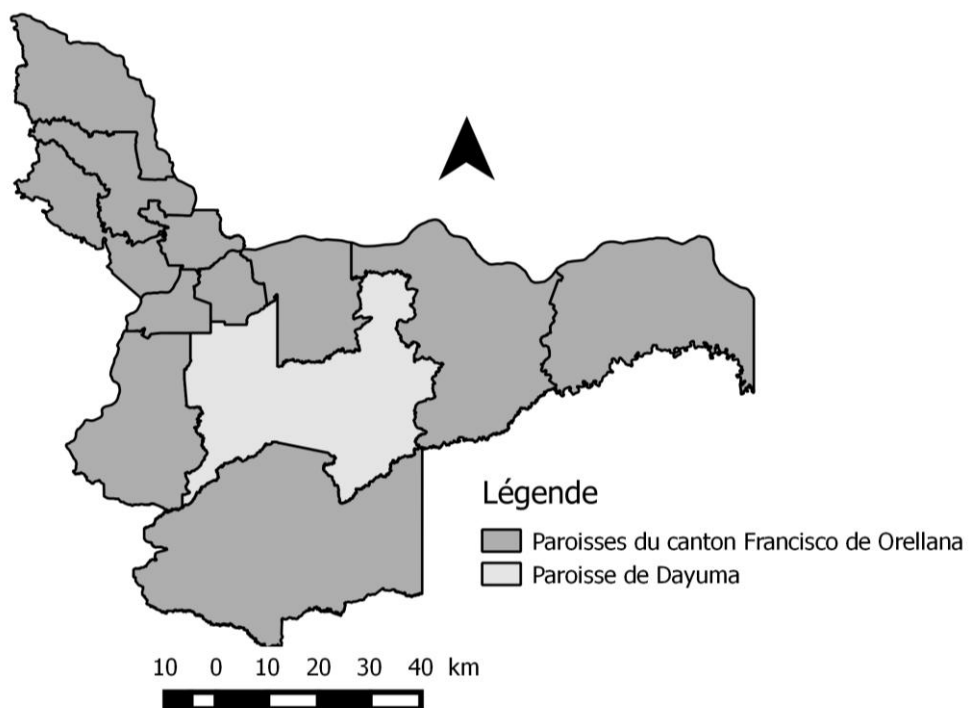 Légende
Paroisses du canton Francisco de Orellana
Paroisse de Dayuma
10 0 10 20 30 40 km